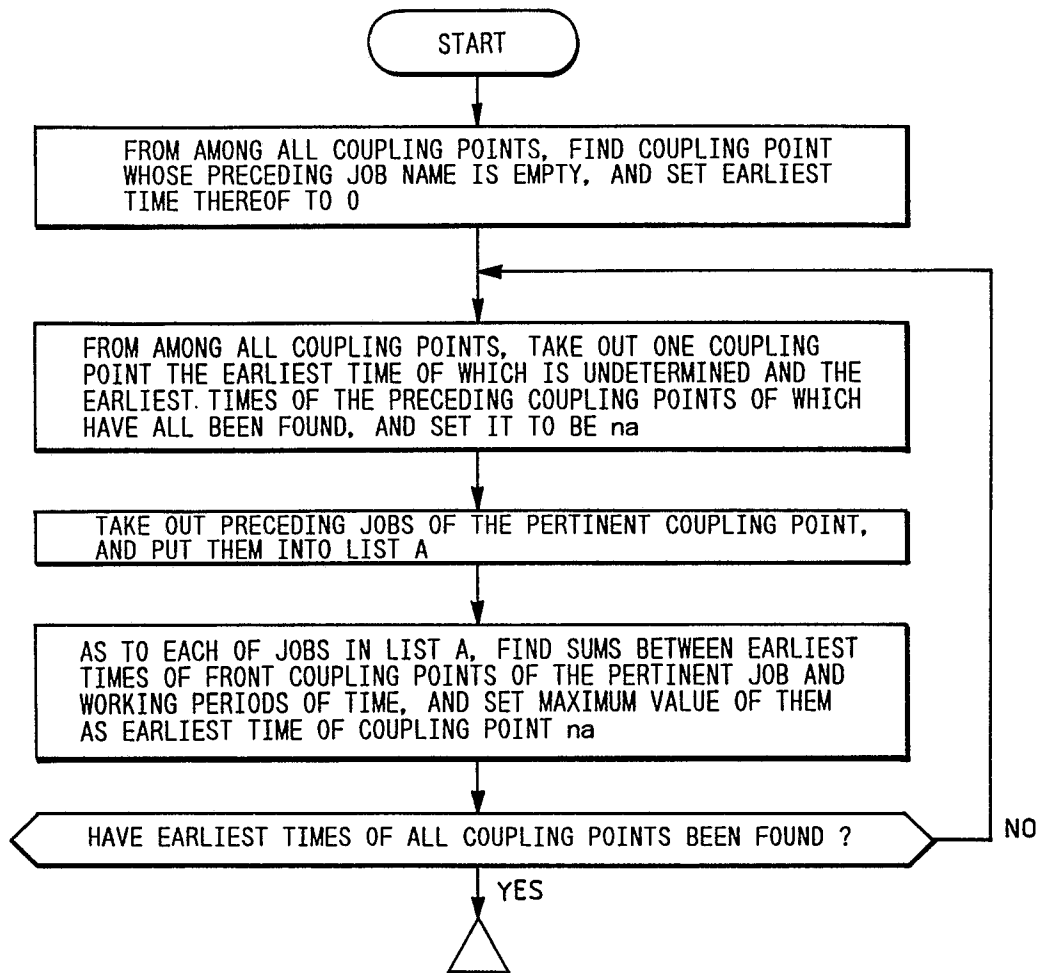 START
FROM AMONG ALL COUPLING POINTS, FIND COUPLING POINT
WHOSE PRECEDING JOB NAME IS EMPTY, AND SET EARLIEST
TIME THEREOF TO 0
FROM AMONG ALL COUPLING POINTS, TAKE OUT ONE COUPLING
POINT THE EARLIEST TIME OF WHICH IS UNDETERMINED AND THE
EARLIEST TIMES OF THE PRECEDING COUPLING POINTS OF WHICH
HAVE ALL BEEN FOUND, AND SET IT TO BE na
TAKE OUT PRECEDING JOBS OF THE PERTINENT COUPLING POINT,
AND PUT THEM INTO LIST A
AS TO EACH OF JOBS IN LIST A, FIND SUMS BETWEEN EARLIEST
TIMES OF FRONT COUPLING POINTS OF THE PERTINENT JOB AND
WORKING PERIODS OF TIME, AND SET MAXIMUM VALUE OF THEM
AS EARLIEST TIME OF COUPLING POINT na
HAVE EARLIEST TIMES OF ALL COUPLING POINTS BEEN FOUND ?
NO
YES